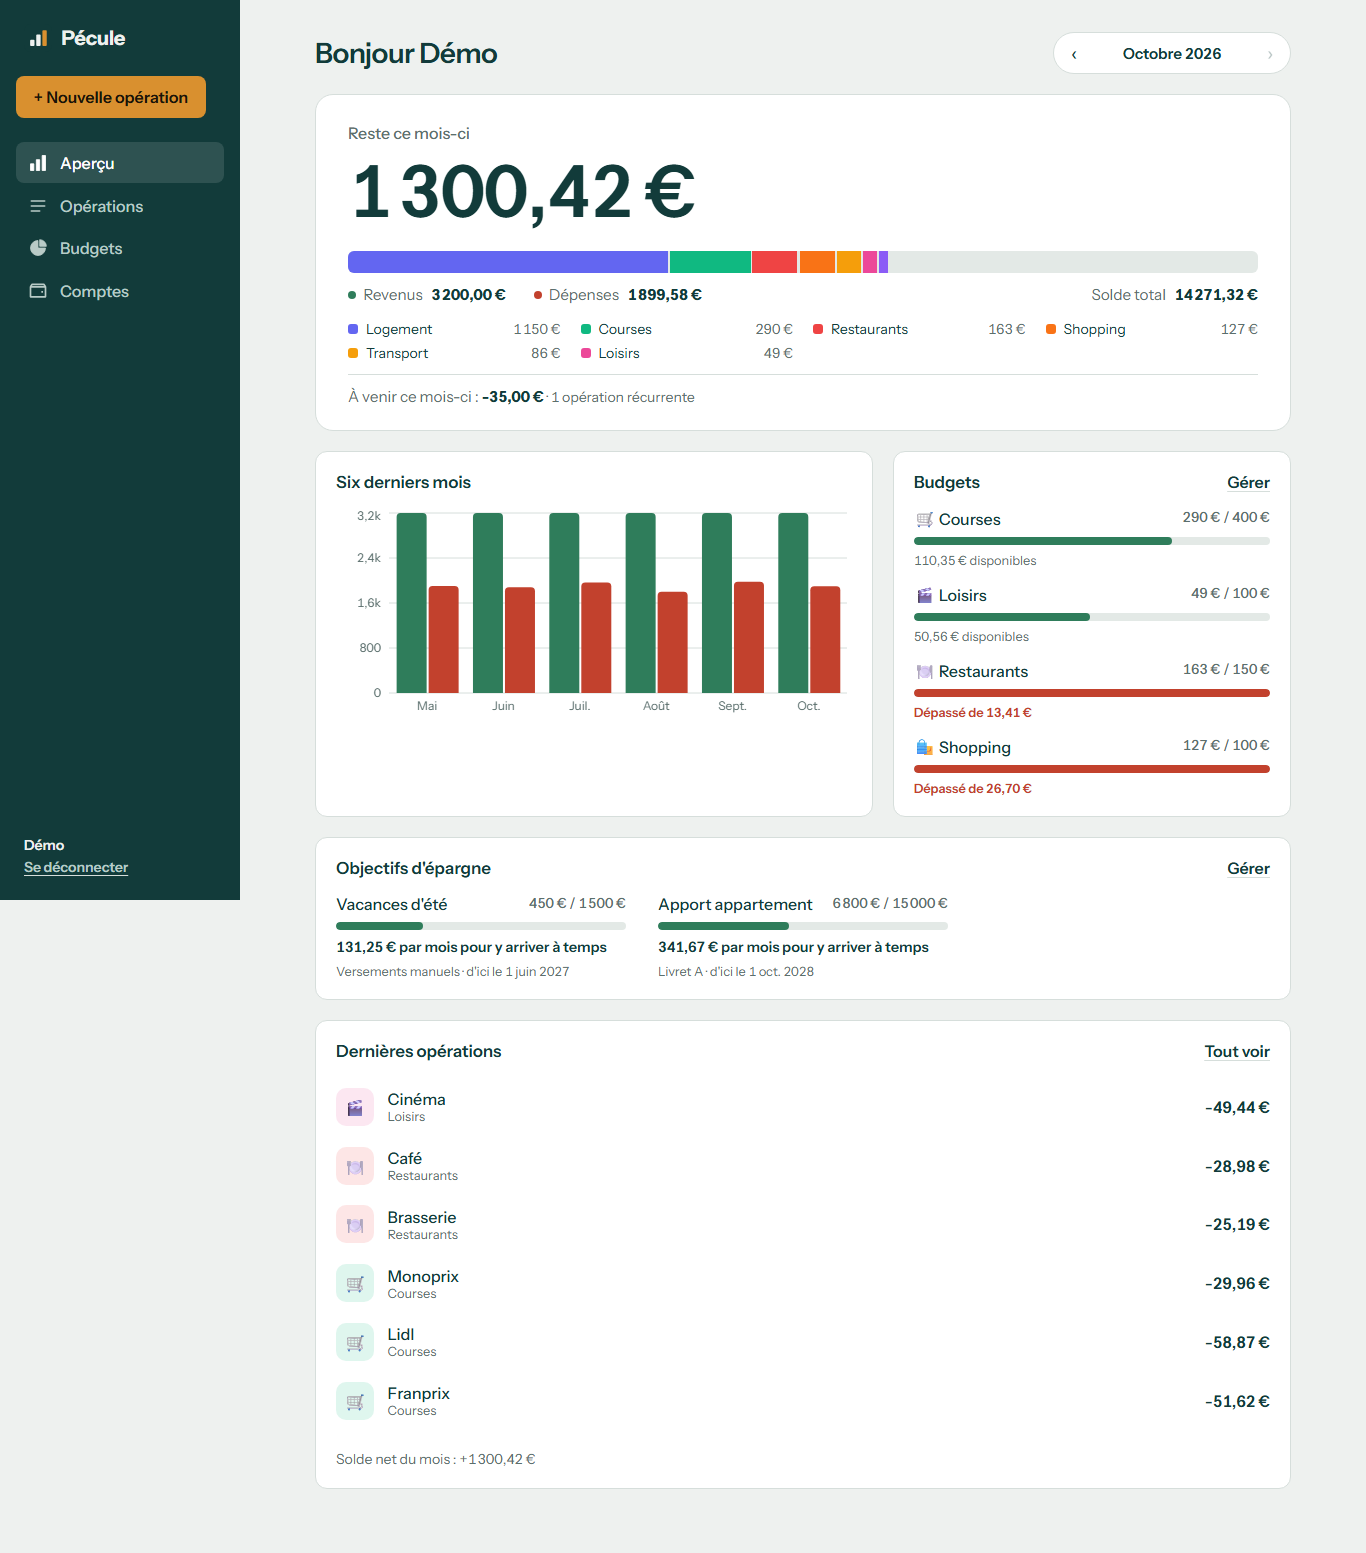 Pécule
+ Nouvelle opération
Aperçu
Opérations
Budgets
Comptes
Démo
Se déconnecter
Bonjour Démo
‹ Octobre 2026 ›
Reste ce mois-ci
1 300,42 €
Revenus 3 200,00 € Dépenses 1 899,58 € Solde total 14 271,32 €
Logement 1 150 € Courses 290 € Restaurants 163 € Shopping 127 €
Transport 86 € Loisirs 49 €
À venir ce mois-ci : -35,00 € · 1 opération récurrente
Six derniers mois
3,2k
2,4k
1,6k
800
0
Mai Juin Juil. Août Sept. Oct.
Budgets Gérer
Courses 290 € / 400 €
110,35 € disponibles
Loisirs 49 € / 100 €
50,56 € disponibles
Restaurants 163 € / 150 €
Dépassé de 13,41 €
Shopping 127 € / 100 €
Dépassé de 26,70 €
Objectifs d'épargne Gérer
Vacances d'été 450 € / 1 500 €
131,25 € par mois pour y arriver à temps
Versements manuels · d'ici le 1 juin 2027
Apport appartement 6 800 € / 15 000 €
341,67 € par mois pour y arriver à temps
Livret A · d'ici le 1 oct. 2028
Dernières opérations Tout voir
Cinéma -49,44 €
Loisirs
Café -28,98 €
Restaurants
Brasserie -25,19 €
Restaurants
Monoprix -29,96 €
Courses
Lidl -58,87 €
Courses
Franprix -51,62 €
Courses
Solde net du mois : +1 300,42 €